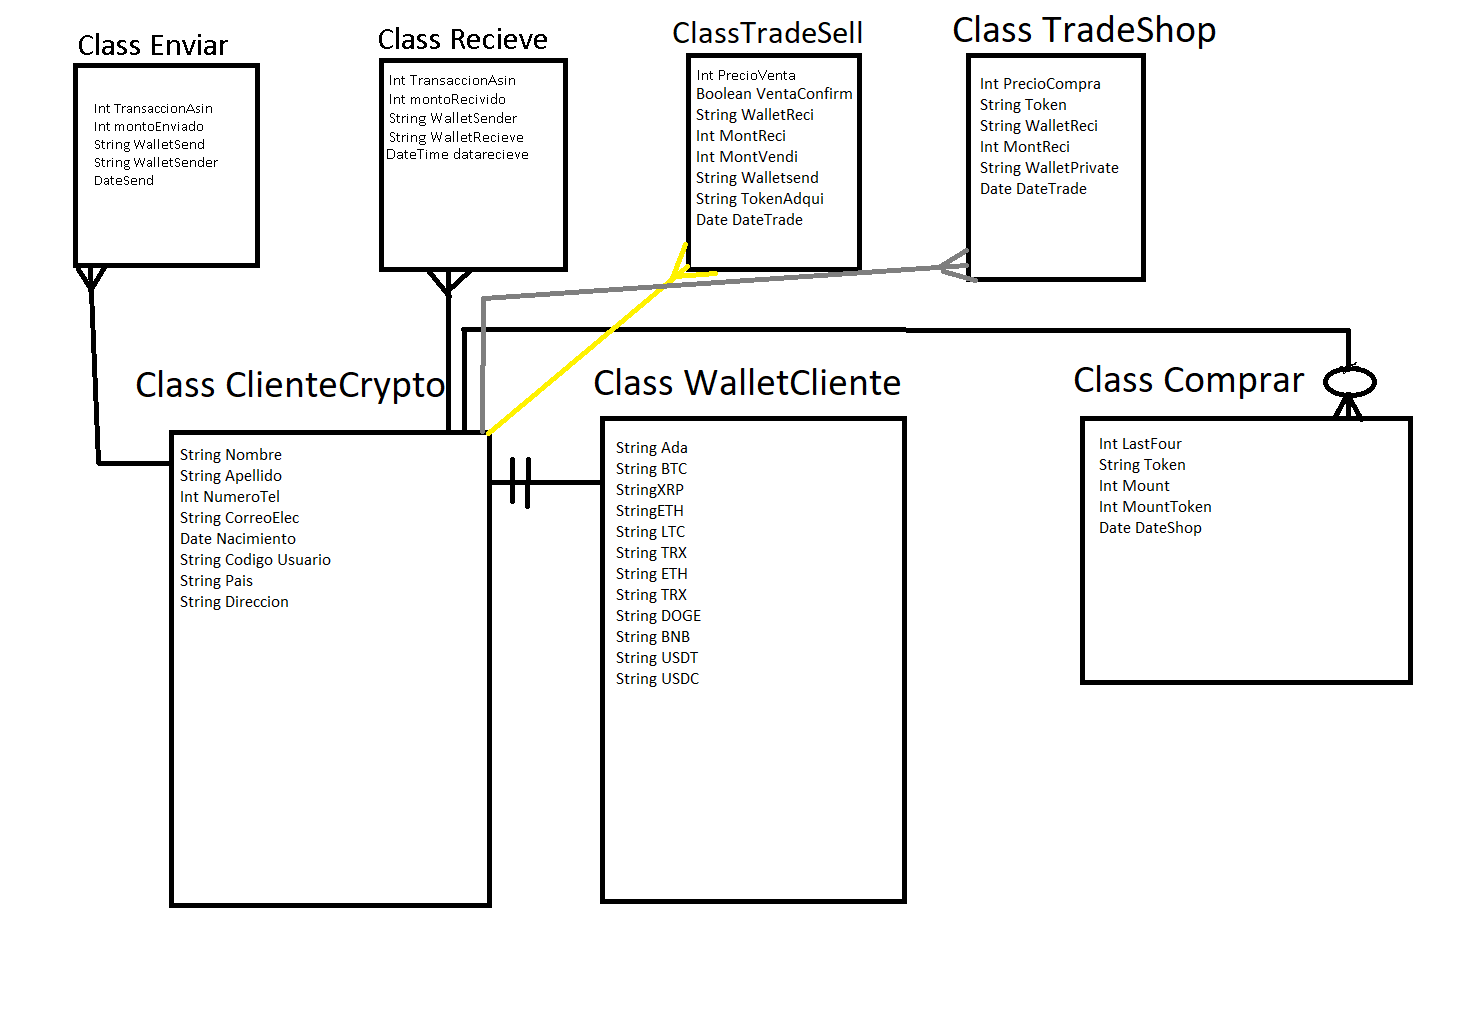 Class Enviar
Int TransaccionAsin
Int montoEnviado
String WalletSend
String WalletSender
DateSend
Class Recieve
Int TransaccionAsin
Int montoRecivido
String WalletSender
String WalletRecieve
DateTime datarecieve
ClassTradeSell
Int PrecioVenta
Boolean VentaConfirm
String WalletReci
Int MontReci
Int MontVendi
String Walletsend
String TokenAdqui
Date DateTrade
Class TradeShop
Int PrecioCompra
String Token
String WalletReci
Int MontReci
String WalletPrivate
Date DateTrade
Class ClienteCrypto
String Nombre
String Apellido
Int NumeroTel
String CorreoElec
Date Nacimiento
String Codigo Usuario
String Pais
String Direccion
Class WalletCliente
String Ada
String BTC
StringXRP
StringETH
String LTC
String TRX
String ETH
String TRX
String DOGE
String BNB
String USDT
String USDC
Class Comprar
Int LastFour
String Token
Int Mount
Int MountToken
Date DateShop